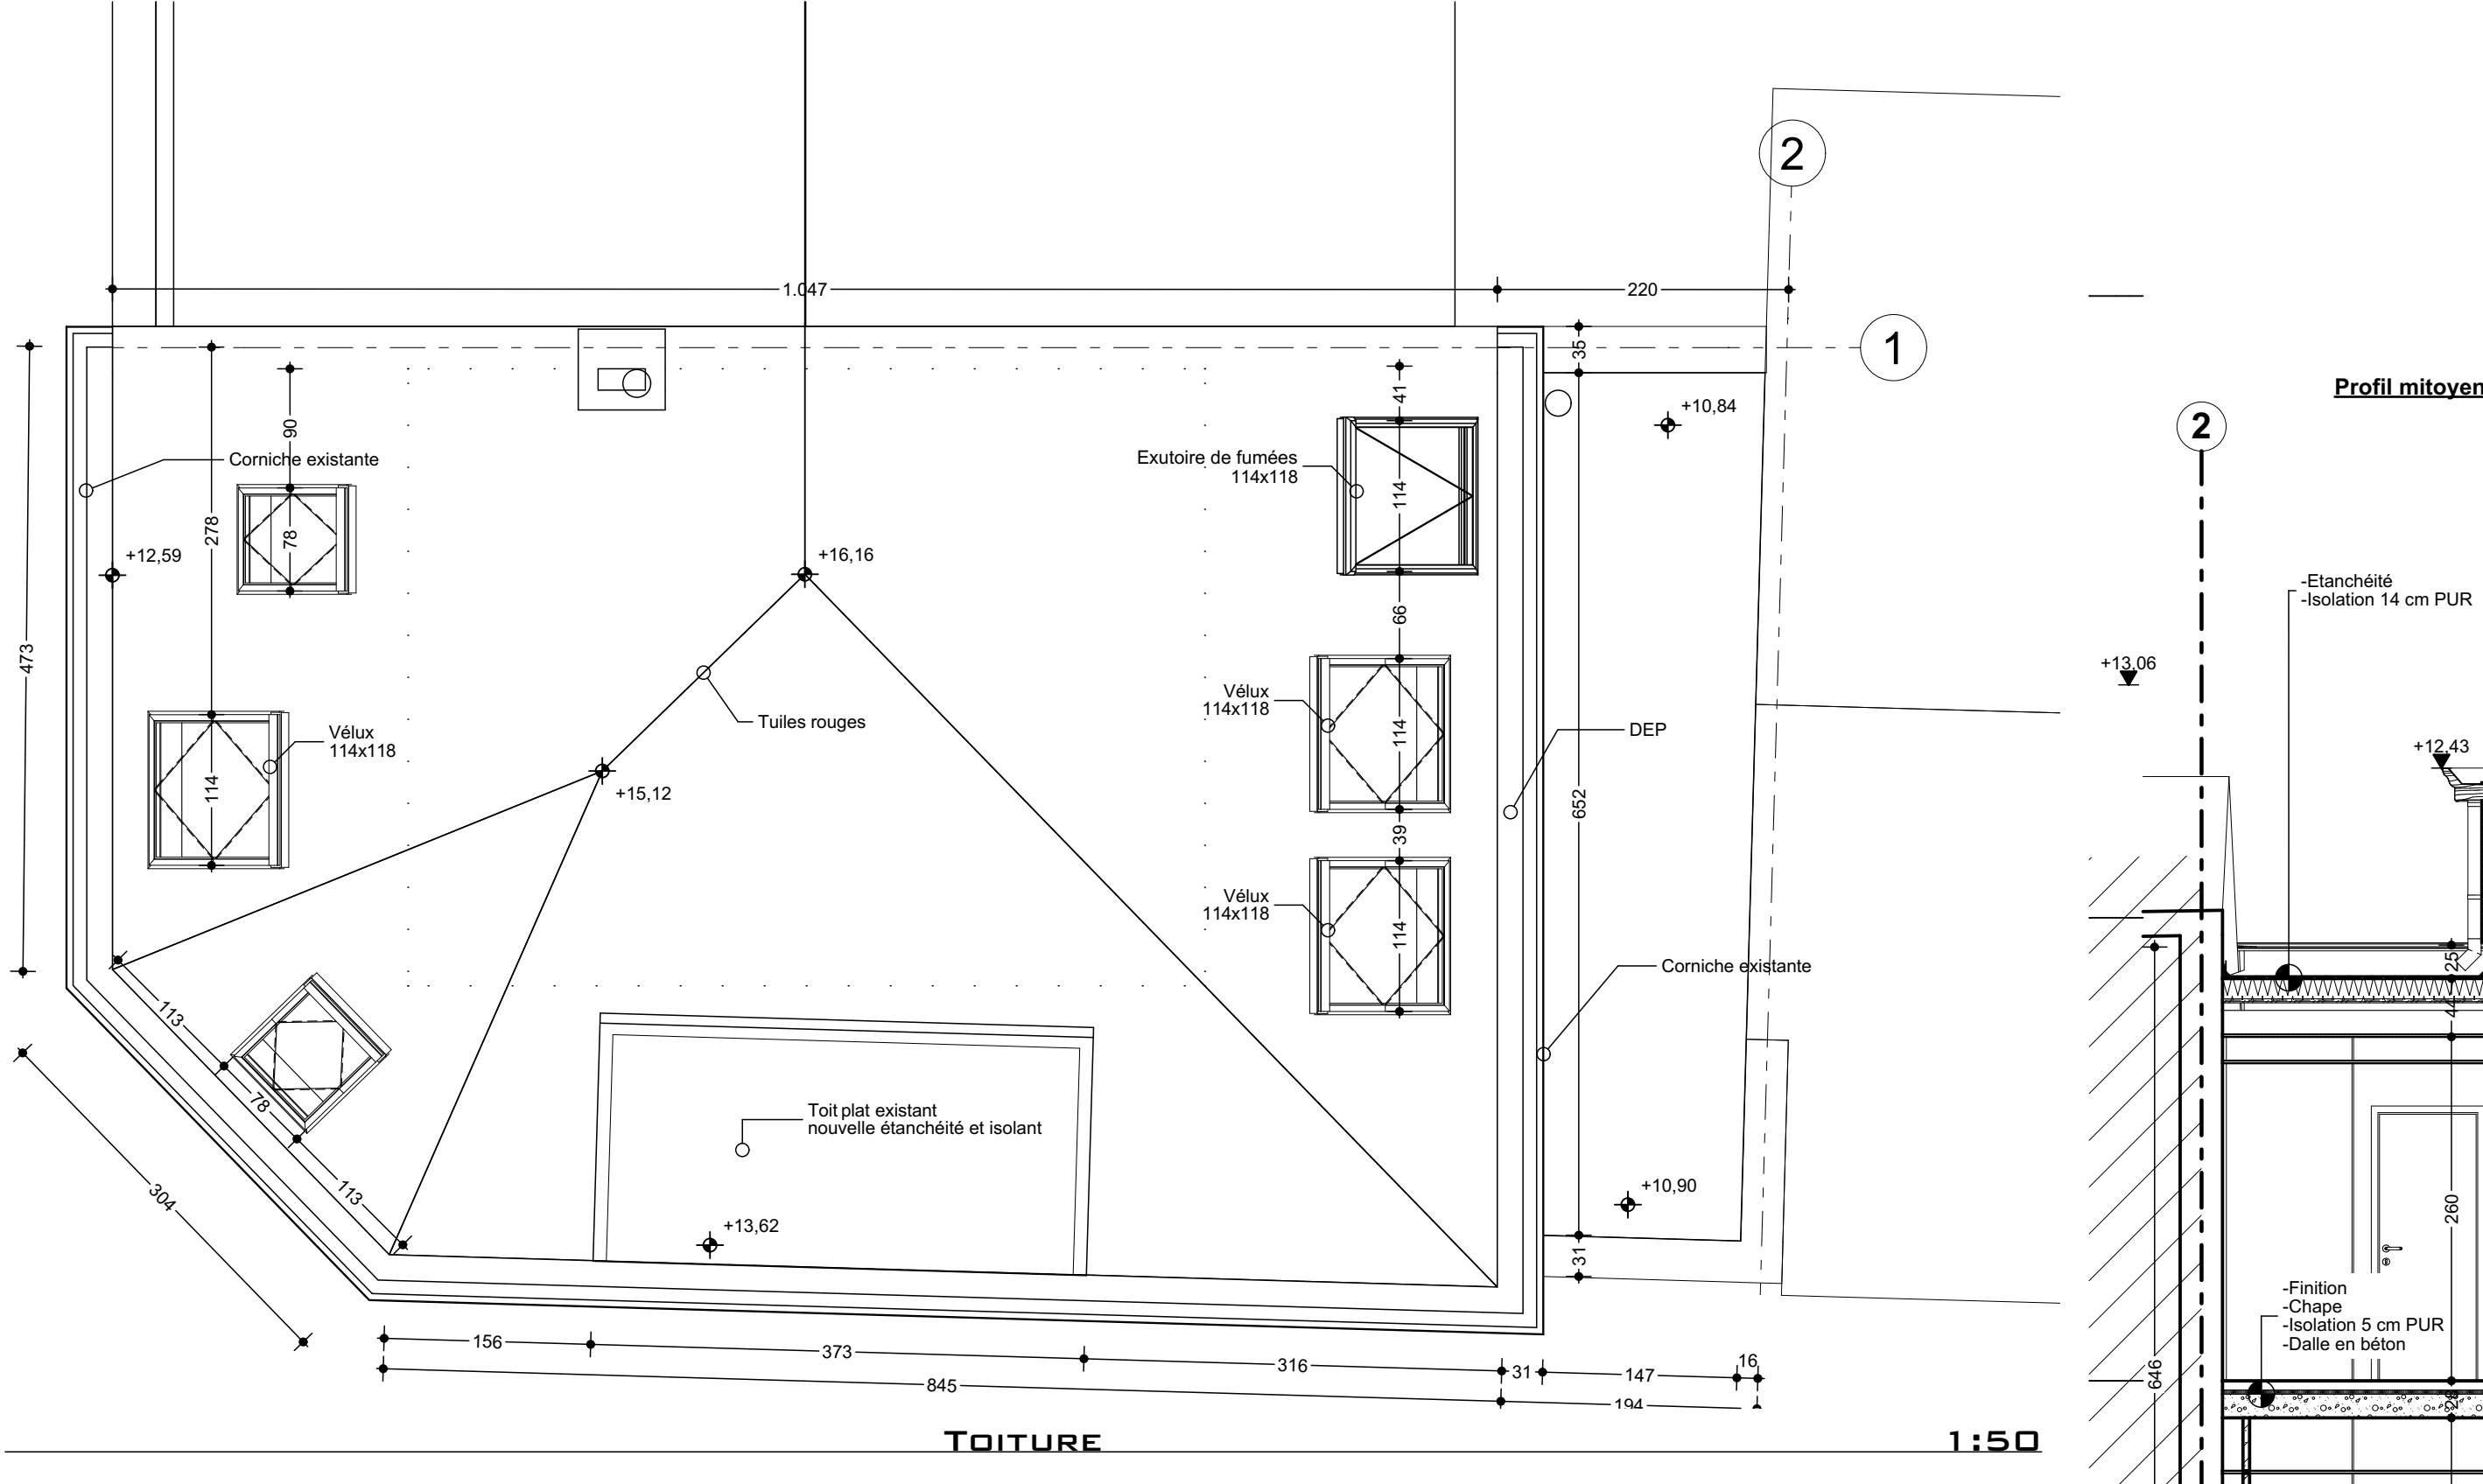 2
1.047
220
1
35
Profil mitoyen
41
+10,84
2
90
Corniche existante
Exutoire de fumées
114x118
114
278
78
+12,59
+16,16
-Etanchéité
-Isolation 14 cm PUR
66
473
+13,06
Vélux
114x118
Tuiles rouges
Vélux
114x118
114
DEP
+12,43
114
+15,12
652
39
Vélux
114x118
114
Corniche existante
25
44
113
78
Toit plat existant
nouvelle étanchéité et isolant
113
304
+10,90
260
+13,62
31
-Finition
-Chape
-Isolation 5 cm PUR
-Dalle en béton
156
373
316
31
147
16
646
845
194
28
TOITURE
1:50